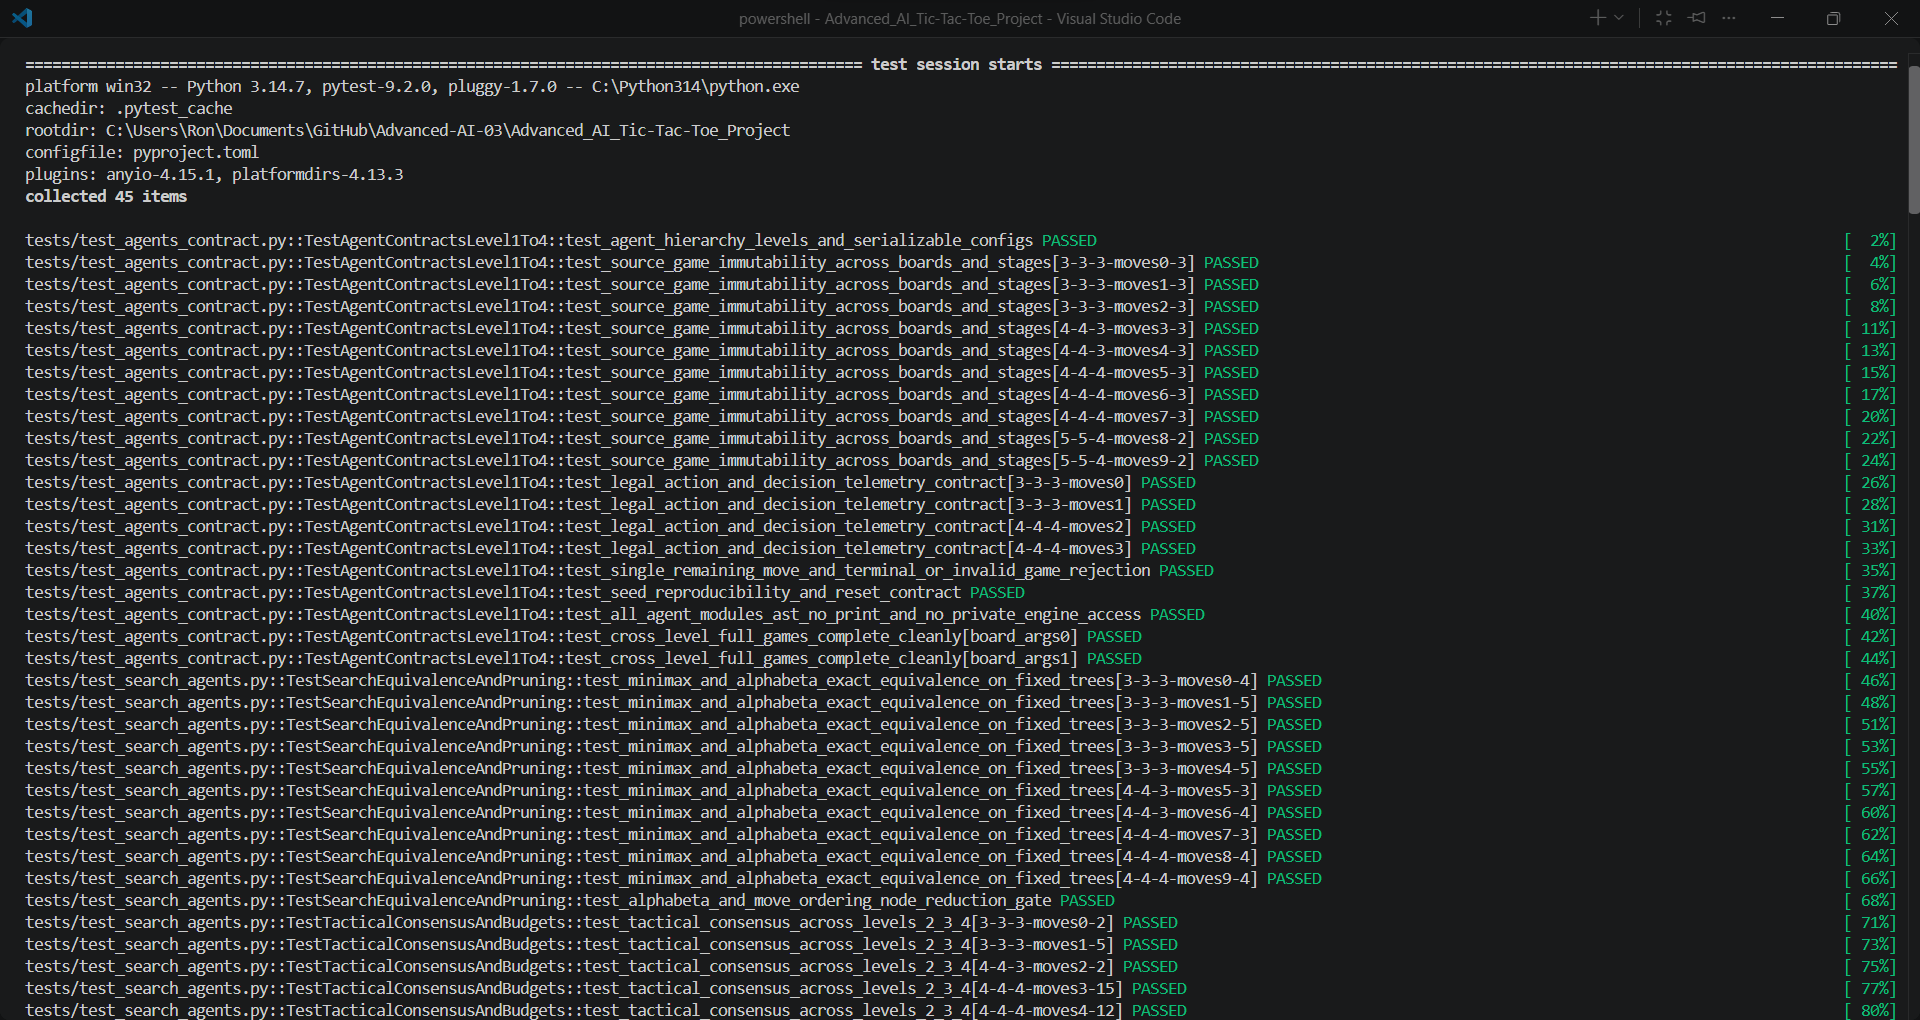 powershell - Advanced_AI_Tic-Tac-Toe_Project - Visual Studio Code
============================================================================================= test session starts ==============================================================================================
platform win32 -- Python 3.14.7, pytest-9.2.0, pluggy-1.7.0 -- C:\Python314\python.exe
cachedir: .pytest_cache
rootdir: C:\Users\Ron\Documents\GitHub\Advanced-AI-03\Advanced_AI_Tic-Tac-Toe_Project
configfile: pyproject.toml
plugins: anyio-4.15.1, platformdirs-4.13.3
collected 45 items
tests/test_agents_contract.py::TestAgentContractsLevel1To4::test_agent_hierarchy_levels_and_serializable_configs PASSED [  2%]
tests/test_agents_contract.py::TestAgentContractsLevel1To4::test_source_game_immutability_across_boards_and_stages[3-3-3-moves0-3] PASSED [  4%]
tests/test_agents_contract.py::TestAgentContractsLevel1To4::test_source_game_immutability_across_boards_and_stages[3-3-3-moves1-3] PASSED [  6%]
tests/test_agents_contract.py::TestAgentContractsLevel1To4::test_source_game_immutability_across_boards_and_stages[3-3-3-moves2-3] PASSED [  8%]
tests/test_agents_contract.py::TestAgentContractsLevel1To4::test_source_game_immutability_across_boards_and_stages[4-4-3-moves3-3] PASSED [ 11%]
tests/test_agents_contract.py::TestAgentContractsLevel1To4::test_source_game_immutability_across_boards_and_stages[4-4-3-moves4-3] PASSED [ 13%]
tests/test_agents_contract.py::TestAgentContractsLevel1To4::test_source_game_immutability_across_boards_and_stages[4-4-4-moves5-3] PASSED [ 15%]
tests/test_agents_contract.py::TestAgentContractsLevel1To4::test_source_game_immutability_across_boards_and_stages[4-4-4-moves6-3] PASSED [ 17%]
tests/test_agents_contract.py::TestAgentContractsLevel1To4::test_source_game_immutability_across_boards_and_stages[4-4-4-moves7-3] PASSED [ 20%]
tests/test_agents_contract.py::TestAgentContractsLevel1To4::test_source_game_immutability_across_boards_and_stages[5-5-4-moves8-2] PASSED [ 22%]
tests/test_agents_contract.py::TestAgentContractsLevel1To4::test_source_game_immutability_across_boards_and_stages[5-5-4-moves9-2] PASSED [ 24%]
tests/test_agents_contract.py::TestAgentContractsLevel1To4::test_legal_action_and_decision_telemetry_contract[3-3-3-moves0] PASSED [ 26%]
tests/test_agents_contract.py::TestAgentContractsLevel1To4::test_legal_action_and_decision_telemetry_contract[3-3-3-moves1] PASSED [ 28%]
tests/test_agents_contract.py::TestAgentContractsLevel1To4::test_legal_action_and_decision_telemetry_contract[4-4-4-moves2] PASSED [ 31%]
tests/test_agents_contract.py::TestAgentContractsLevel1To4::test_legal_action_and_decision_telemetry_contract[4-4-4-moves3] PASSED [ 33%]
tests/test_agents_contract.py::TestAgentContractsLevel1To4::test_single_remaining_move_and_terminal_or_invalid_game_rejection PASSED [ 35%]
tests/test_agents_contract.py::TestAgentContractsLevel1To4::test_seed_reproducibility_and_reset_contract PASSED [ 37%]
tests/test_agents_contract.py::TestAgentContractsLevel1To4::test_all_agent_modules_ast_no_print_and_no_private_engine_access PASSED [ 40%]
tests/test_agents_contract.py::TestAgentContractsLevel1To4::test_cross_level_full_games_complete_cleanly[board_args0] PASSED [ 42%]
tests/test_agents_contract.py::TestAgentContractsLevel1To4::test_cross_level_full_games_complete_cleanly[board_args1] PASSED [ 44%]
tests/test_search_agents.py::TestSearchEquivalenceAndPruning::test_minimax_and_alphabeta_exact_equivalence_on_fixed_trees[3-3-3-moves0-4] PASSED [ 46%]
tests/test_search_agents.py::TestSearchEquivalenceAndPruning::test_minimax_and_alphabeta_exact_equivalence_on_fixed_trees[3-3-3-moves1-5] PASSED [ 48%]
tests/test_search_agents.py::TestSearchEquivalenceAndPruning::test_minimax_and_alphabeta_exact_equivalence_on_fixed_trees[3-3-3-moves2-5] PASSED [ 51%]
tests/test_search_agents.py::TestSearchEquivalenceAndPruning::test_minimax_and_alphabeta_exact_equivalence_on_fixed_trees[3-3-3-moves3-5] PASSED [ 53%]
tests/test_search_agents.py::TestSearchEquivalenceAndPruning::test_minimax_and_alphabeta_exact_equivalence_on_fixed_trees[3-3-3-moves4-5] PASSED [ 55%]
tests/test_search_agents.py::TestSearchEquivalenceAndPruning::test_minimax_and_alphabeta_exact_equivalence_on_fixed_trees[4-4-3-moves5-3] PASSED [ 57%]
tests/test_search_agents.py::TestSearchEquivalenceAndPruning::test_minimax_and_alphabeta_exact_equivalence_on_fixed_trees[4-4-3-moves6-4] PASSED [ 60%]
tests/test_search_agents.py::TestSearchEquivalenceAndPruning::test_minimax_and_alphabeta_exact_equivalence_on_fixed_trees[4-4-4-moves7-3] PASSED [ 62%]
tests/test_search_agents.py::TestSearchEquivalenceAndPruning::test_minimax_and_alphabeta_exact_equivalence_on_fixed_trees[4-4-4-moves8-4] PASSED [ 64%]
tests/test_search_agents.py::TestSearchEquivalenceAndPruning::test_minimax_and_alphabeta_exact_equivalence_on_fixed_trees[4-4-4-moves9-4] PASSED [ 66%]
tests/test_search_agents.py::TestSearchEquivalenceAndPruning::test_alphabeta_and_move_ordering_node_reduction_gate PASSED [ 68%]
tests/test_search_agents.py::TestTacticalConsensusAndBudgets::test_tactical_consensus_across_levels_2_3_4[3-3-3-moves0-2] PASSED [ 71%]
tests/test_search_agents.py::TestTacticalConsensusAndBudgets::test_tactical_consensus_across_levels_2_3_4[3-3-3-moves1-5] PASSED [ 73%]
tests/test_search_agents.py::TestTacticalConsensusAndBudgets::test_tactical_consensus_across_levels_2_3_4[4-4-3-moves2-2] PASSED [ 75%]
tests/test_search_agents.py::TestTacticalConsensusAndBudgets::test_tactical_consensus_across_levels_2_3_4[4-4-4-moves3-15] PASSED [ 77%]
tests/test_search_agents.py::TestTacticalConsensusAndBudgets::test_tactical_consensus_across_levels_2_3_4[4-4-4-moves4-12] PASSED [ 80%]